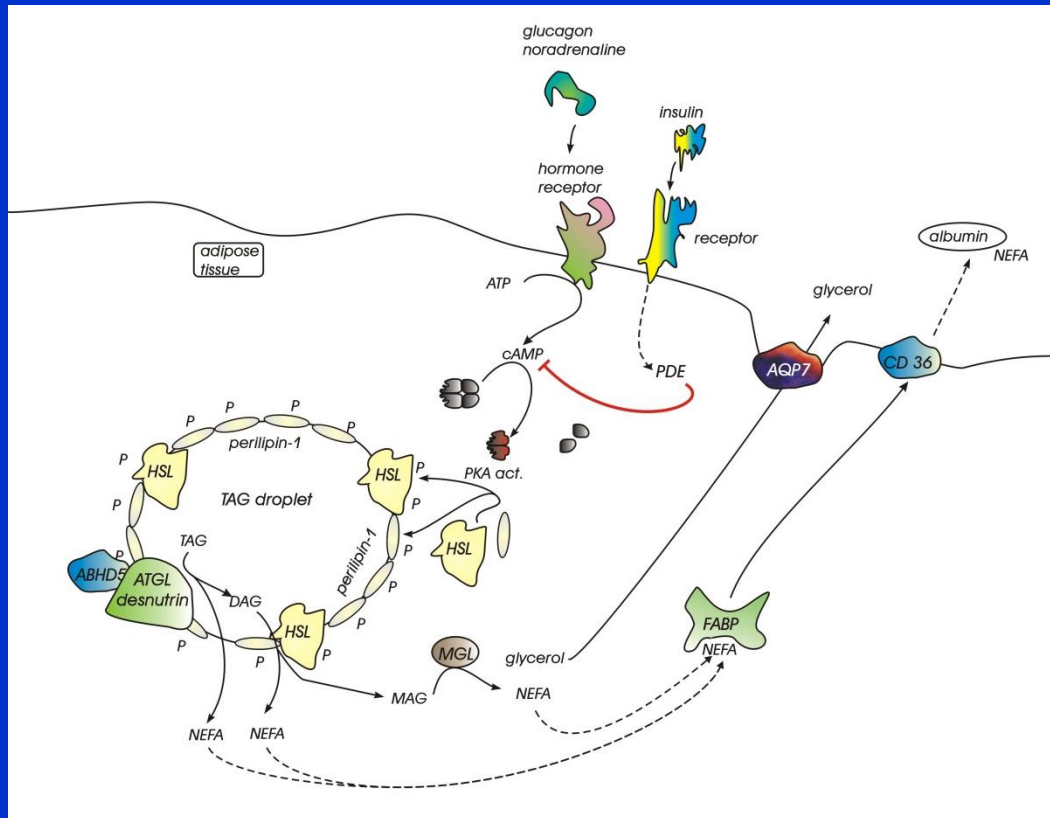 glucagon
noradrenaline
insulin
hormone
receptor
receptor
adipose
tissue
albumin
NEFA
ATP
glycerol
cAMP
PDE
AQP7
CD 36
P
P
P
P
P
perilipin-1
P
HSL
HSL
P
PKA act.
P
TAG droplet
P
P
TAG
perilipin-1
HSL
P
ABHD5
ATGL
desnutrin
DAG
P
P
HSL
P
P
P
P
MGL
glycerol
FABP
NEFA
MAG
NEFA
NEFA
NEFA